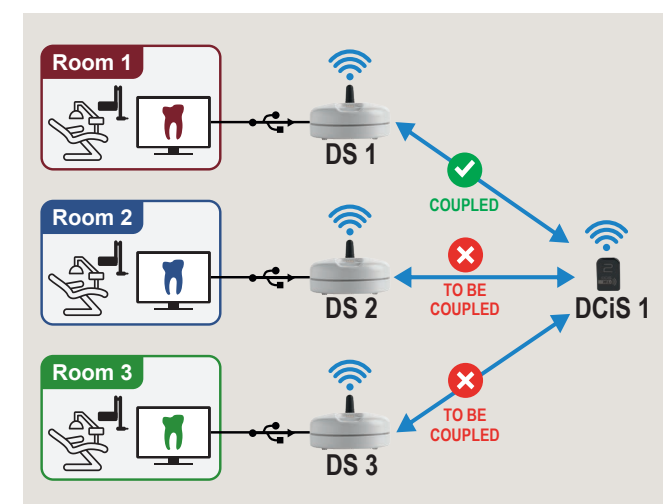 Room 1
DS 1
COUPLED
Room 2
DS 2
TO BE
COUPLED
DCiS 1
Room 3
TO BE
COUPLED
DS 3